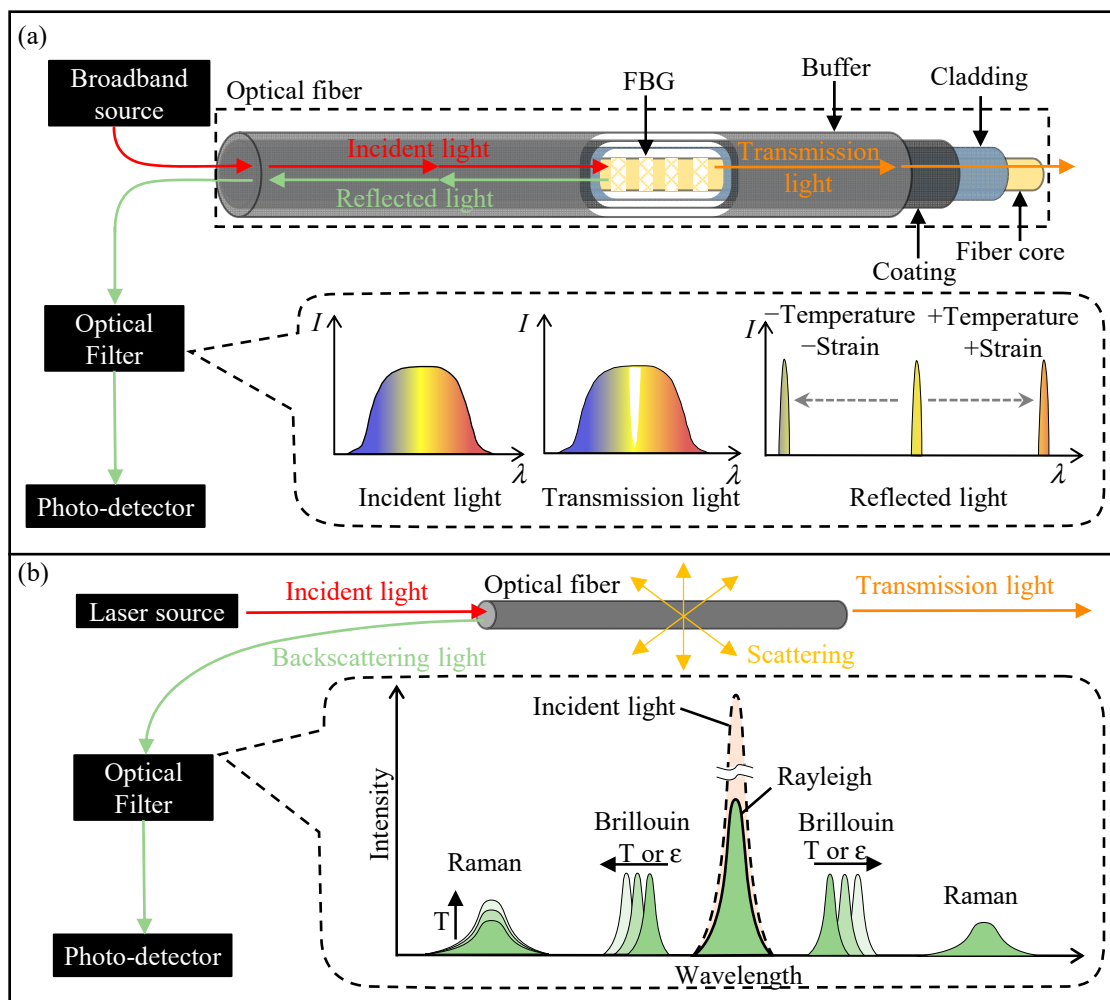 (a)
Broadband
source
Optical fiber
FBG
Buffer
Cladding
Incident light
Transmission
light
Reflected light
Coating
Fiber core
Optical
Filter
Photo-detector
I
λ
Incident light
I
λ
Transmission light
I
−Temperature
−Strain
+Temperature
+Strain
λ
Reflected light
(b)
Laser source
Incident light
Optical fiber
Transmission light
Backscattering light
Scattering
Optical
Filter
Photo-detector
Intensity
Incident light
Rayleigh
Brillouin
T or ε
Brillouin
T or ε
Raman
T
Raman
Wavelength